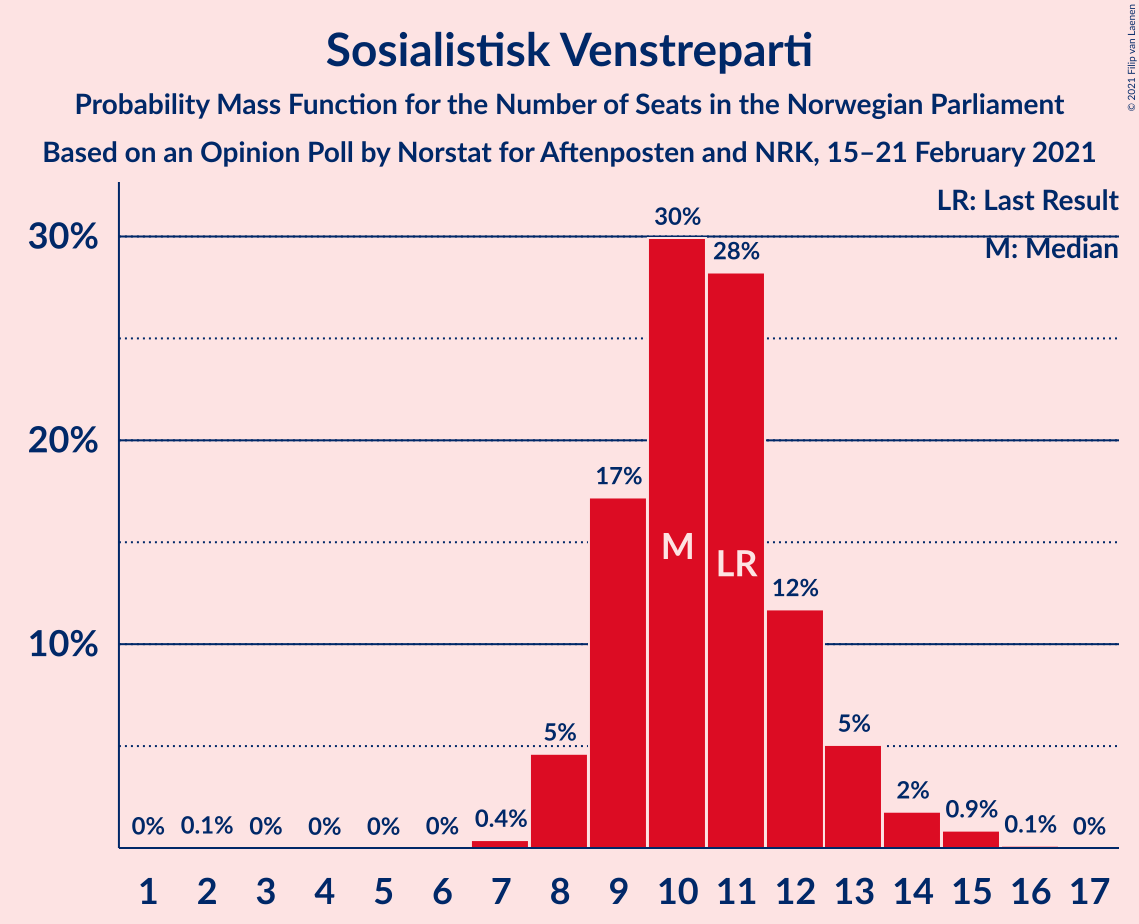 Sosialistisk Venstreparti
Probability Mass Function for the Number of Seats in the Norwegian Parliament
Based on an Opinion Poll by Norstat for Aftenposten and NRK, 15–21 February 2021
© 2021 Filip van Laenen
LR: Last Result
M: Median
30%
20%
10%
0% 0.1% 0% 0% 0% 0% 0.4% 5% 17% 30% 28% 12% 5% 2% 0.9% 0.1% 0%
M
LR
1 2 3 4 5 6 7 8 9 10 11 12 13 14 15 16 17